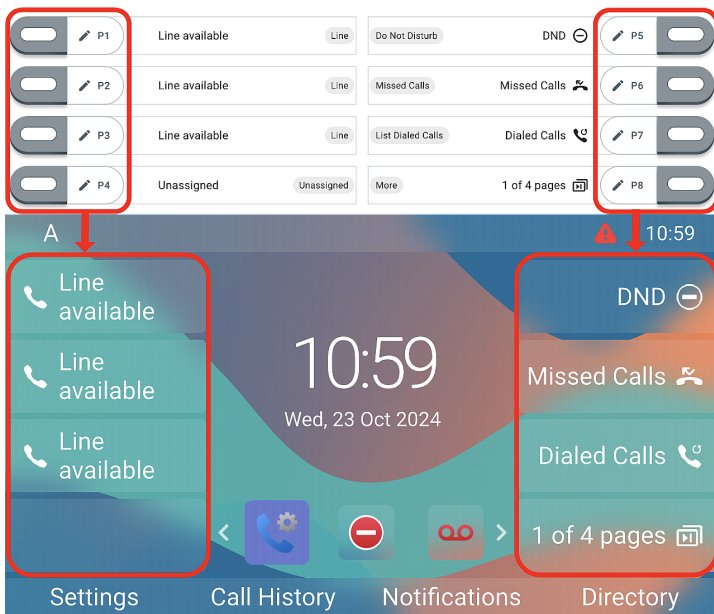 P1 Line available Line Do Not Disturb DND P5
P2 Line available Line Missed Calls Missed Calls P6
P3 Line available Line List Dialed Calls Dialed Calls P7
P4 Unassigned Unassigned More 1 of 4 pages P8
A 10:59
Line
available
DND
Line
available
Missed Calls
Line
available
Dialed Calls
1 of 4 pages
10:59
Wed, 23 Oct 2024
Settings Call History Notifications Directory